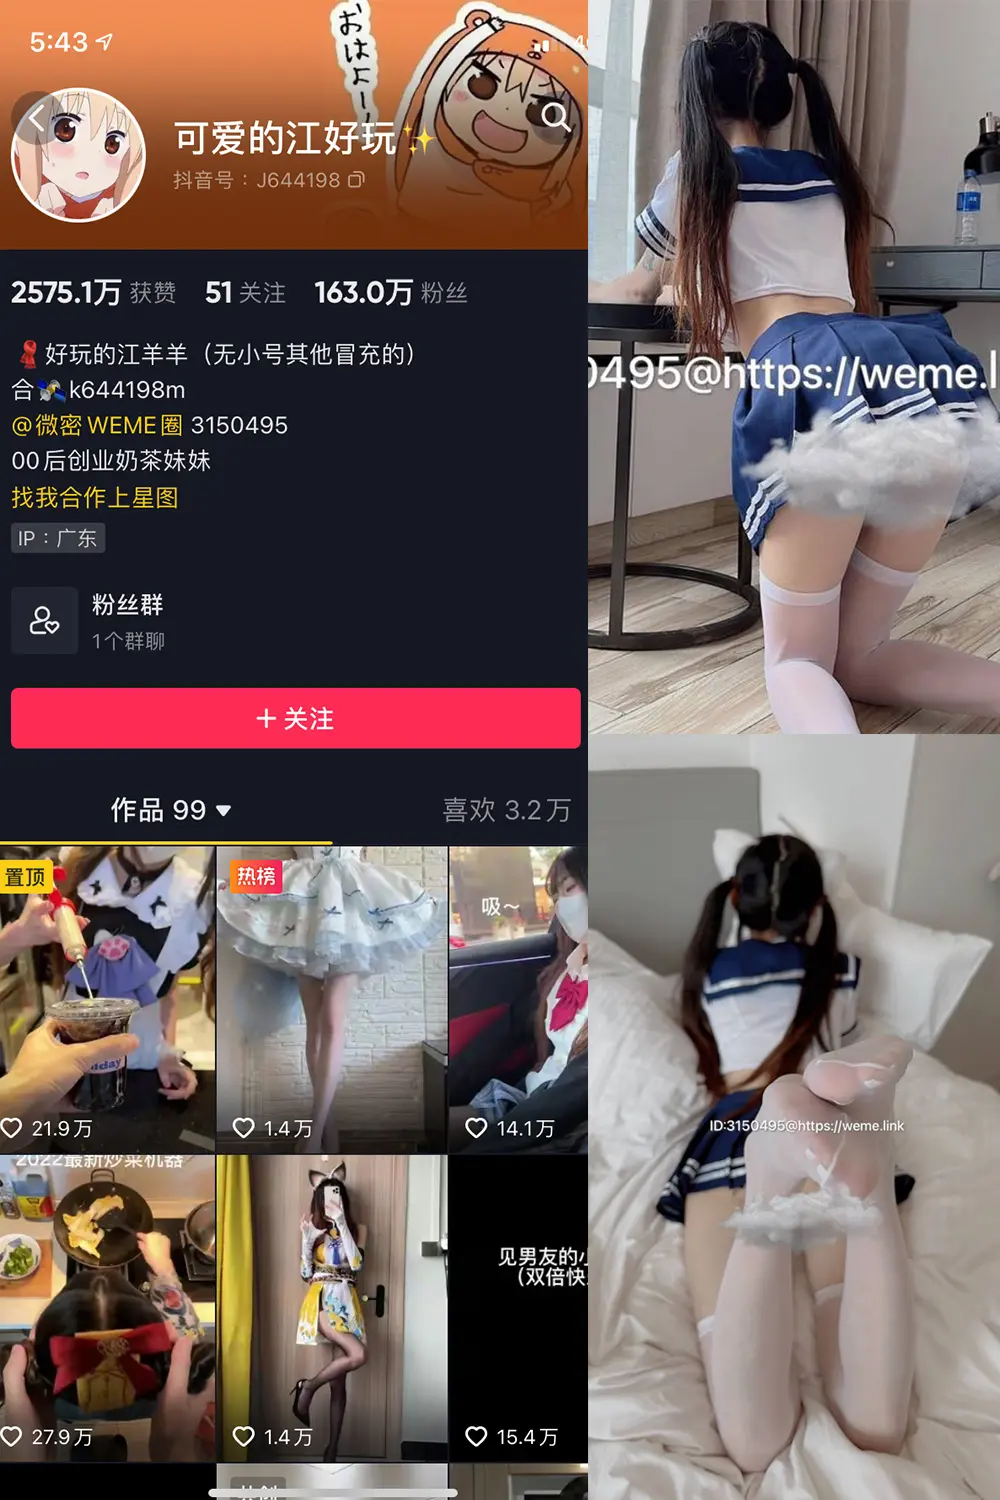 5:43
おはよー
可爱的江好玩✨
抖音号：J644198
2575.1万 获赞 51 关注 163.0万 粉丝
好玩的江羊羊（无小号其他冒充的）
合🛰k644198m
@微密 WEME圈 3150495
00后创业奶茶妹妹
找我合作上星图
IP：广东
粉丝群
1个群聊
+ 关注
作品 99 ▼ 喜欢 3.2万
置顶
热榜
吸～
21.9万
1.4万
14.1万
2022最新炒菜机器
见男友的
（双倍快
27.9万
1.4万
15.4万
0495@https://weme.l
ID:3150495@https://weme.link